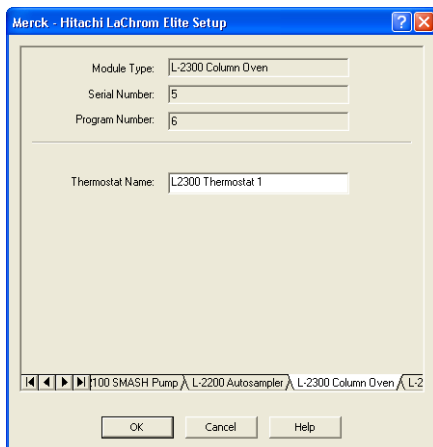 Merck - Hitachi LaChrom Elite Setup
Module Type: L-2300 Column Oven
Serial Number: 5
Program Number: 6
Thermostat Name: L2300 Thermostat 1
100 SMASH Pump L-2200 Autosampler L-2300 Column Oven L-2
OK Cancel Help